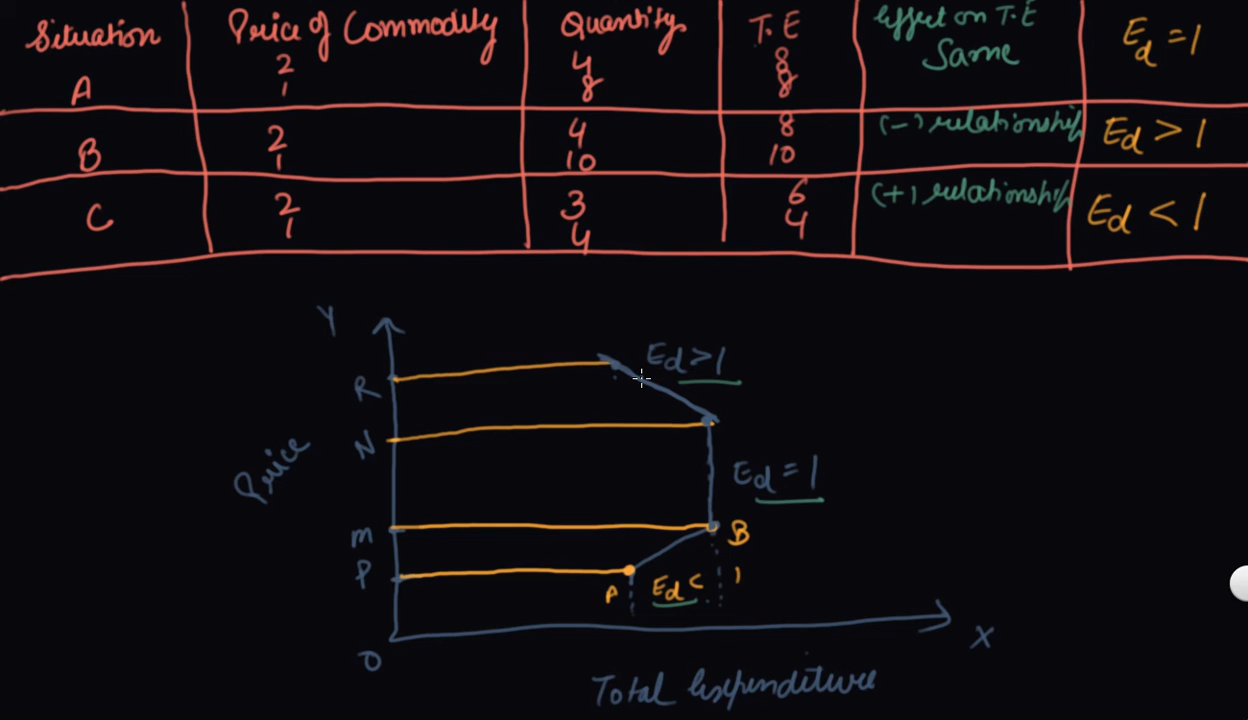 Situation Price of Commodity Quantity T.E effect on T.E
A 2 4 8 Same Ed = 1
1 8 8
B 2 4 8 (-) relationship Ed > 1
1 10 10
C 2 3 6 (+) relationship Ed < 1
1 4 4
Y
R Ed > 1
N
Price Ed = 1
M B
P A Ed < 1
O X
Total Expenditure